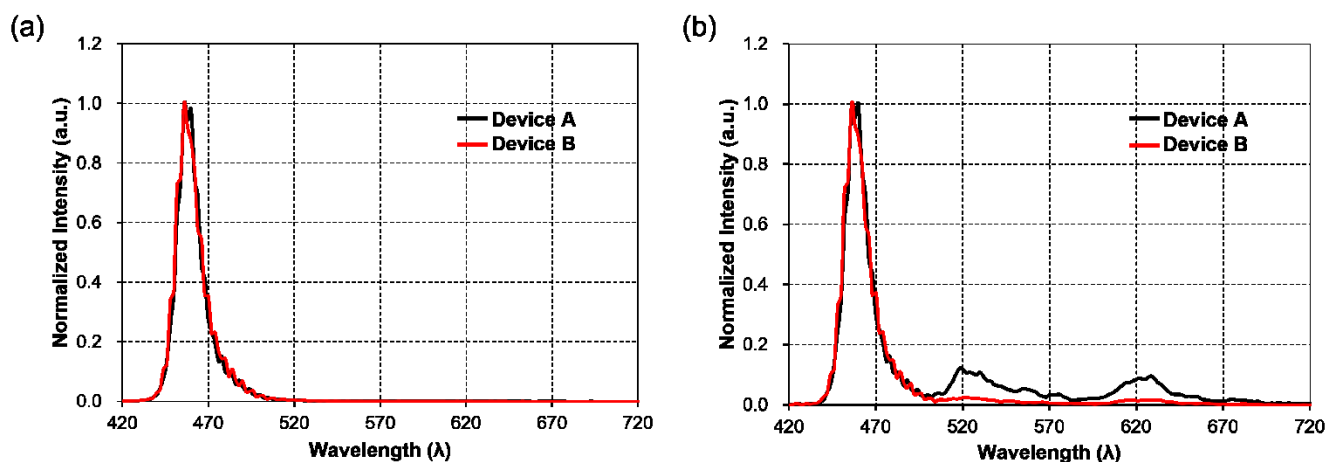 (a)
1.2
1.0
0.8
0.6
0.4
0.2
0.0
Normalized Intensity (a.u.)
Device A
Device B
420 470 520 570 620 670 720
Wavelength (λ)
(b)
1.2
1.0
0.8
0.6
0.4
0.2
0.0
Normalized Intensity (a.u.)
Device A
Device B
420 470 520 570 620 670 720
Wavelength (λ)